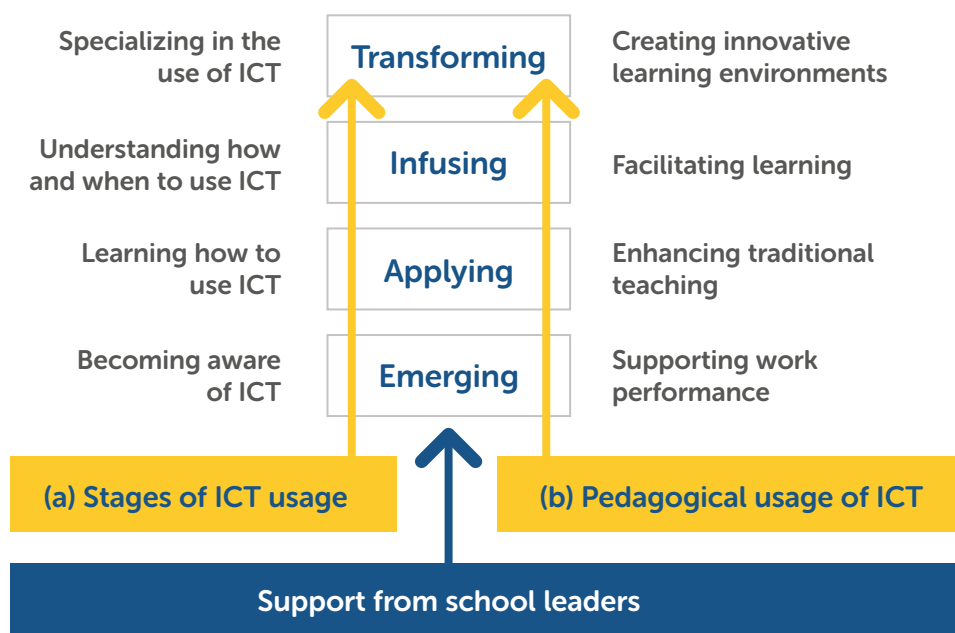 Specializing in the
use of ICT
Transforming
Creating innovative
learning environments
Understanding how
and when to use ICT
Infusing
Facilitating learning
Learning how to
use ICT
Applying
Enhancing traditional
teaching
Becoming aware
of ICT
Emerging
Supporting work
performance
(a) Stages of ICT usage
(b) Pedagogical usage of ICT
Support from school leaders